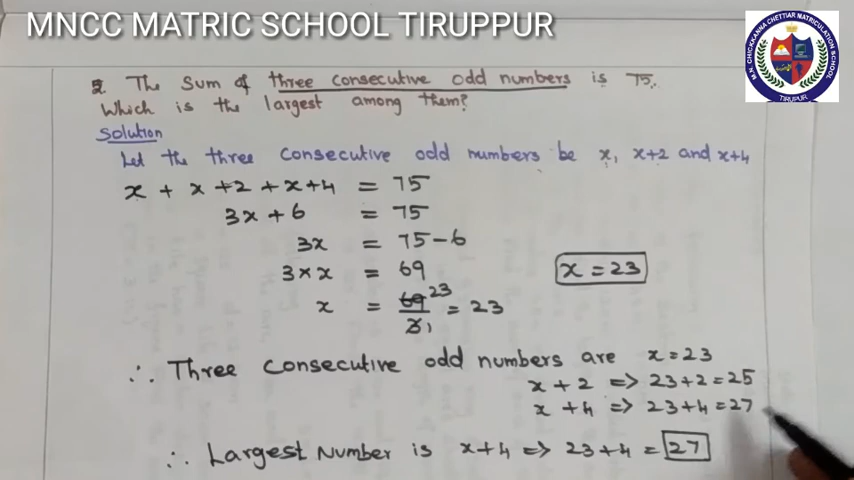 MNCC MATRIC SCHOOL TIRUPPUR
2. The sum of three consecutive odd numbers is 75.
Which is the largest among them?
Solution
Let the three consecutive odd numbers be x, x+2 and x+4
x + x+2 + x+4 = 75
3x + 6 = 75
3x = 75-6
3×x = 69
x = 69/3 = 23
x = 23
∴ Three consecutive odd numbers are x = 23
x + 2 ⇒ 23+2 = 25
x + 4 ⇒ 23+4 = 27
∴ Largest Number is x+4 ⇒ 23+4 = 27